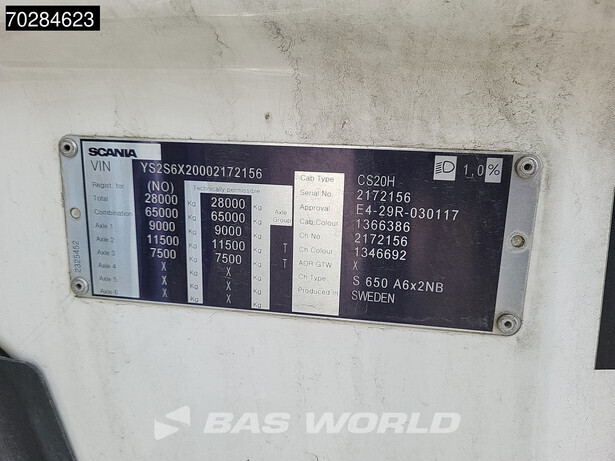 70284623
SCANIA
VIN YS2S6X20002172156
Regist. for (NO) Technically permissible
Total 28000 Kg 28000 Kg
Combination 65000 Kg 65000 Kg Axle Group
Axle 1 9000 Kg 9000 Kg
Axle 2 11500 Kg 11500 Kg T
Axle 3 7500 Kg 7500 Kg T
Axle 4 X Kg X Kg
Axle 5 X Kg X Kg
Axle 6 X Kg X Kg
2325452
1,0%
Cab Type CS20H
Serial No. 2172156
Approval E4-29R-030117
Cab.Colour 1366386
Ch No 2172156
Ch Colour 1346692
ADR GTW X
Ch Type S 650 A6x2NB
Produced in SWEDEN
BAS WORLD